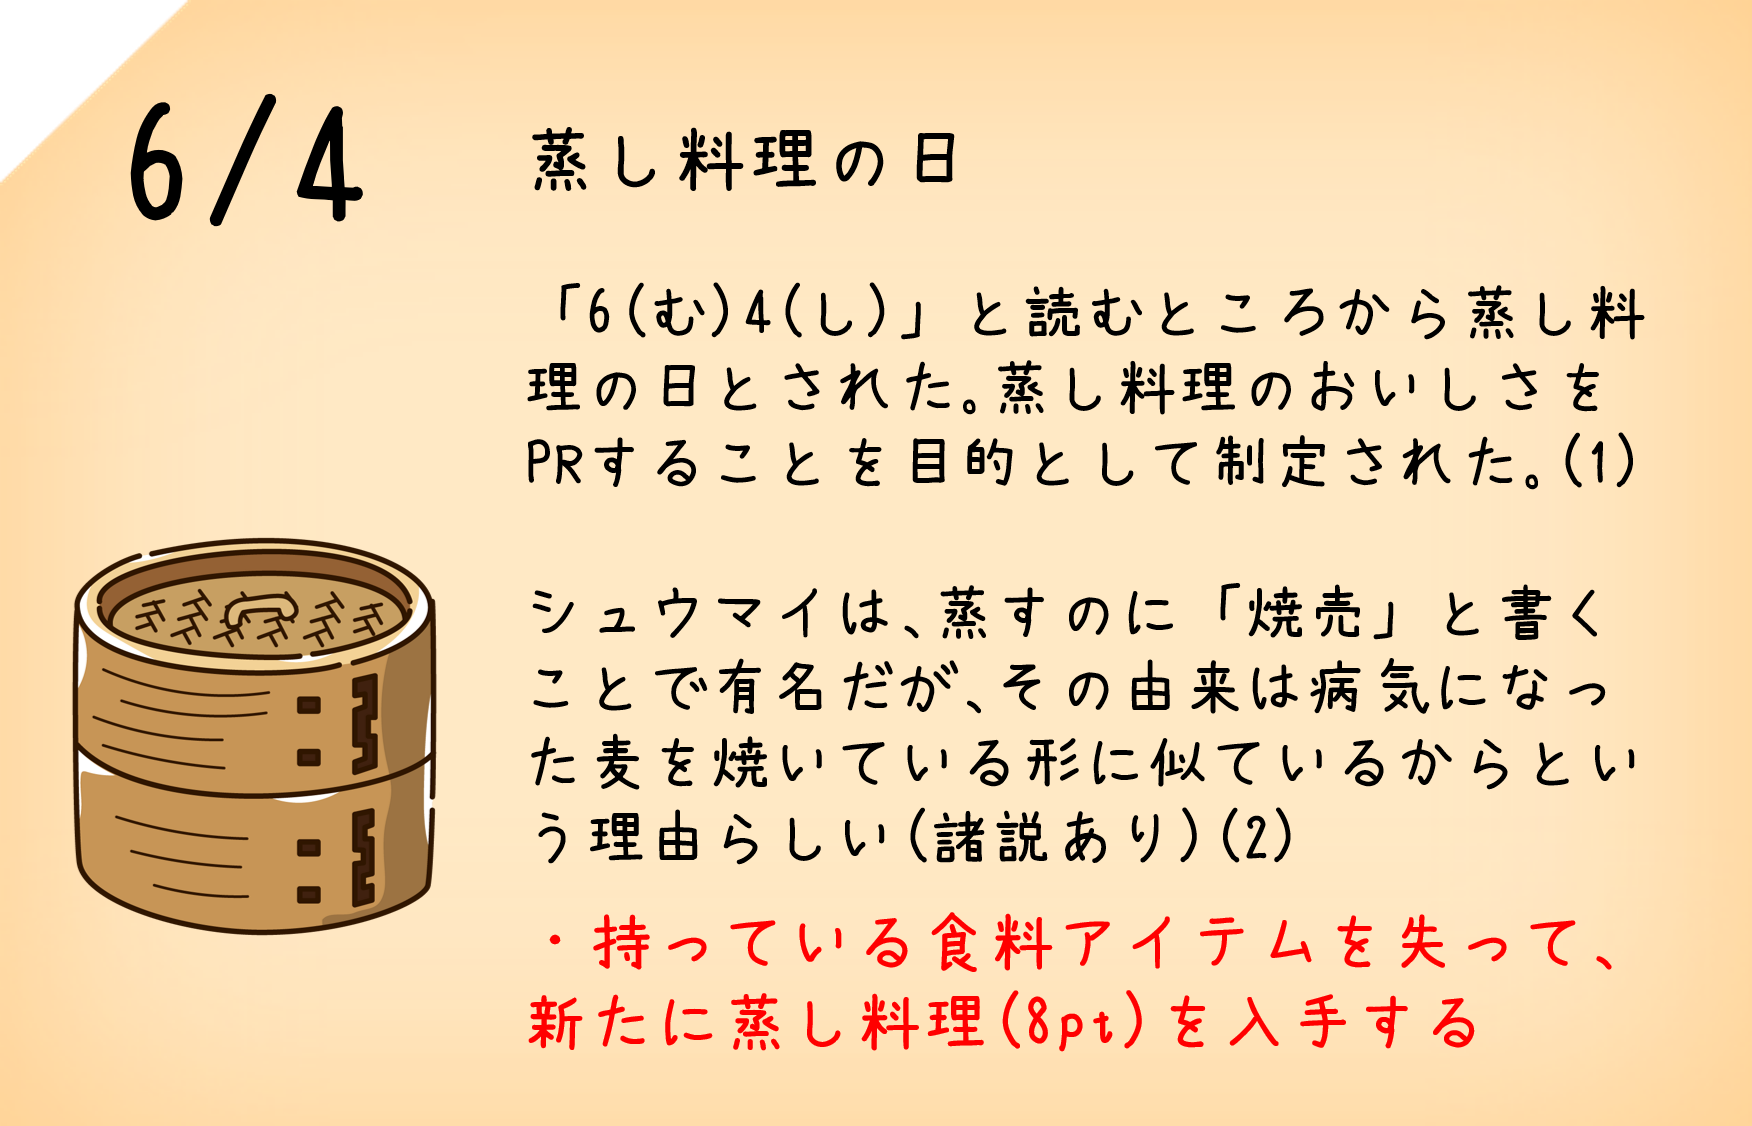 6/4
蒸し料理の日
「6(む)4(し)」と読むところから蒸し料
理の日とされた。蒸し料理のおいしさを
PRすることを目的として制定された。(1)
シュウマイは、蒸すのに「焼売」と書く
ことで有名だが、その由来は病気になっ
た麦を焼いている形に似ているからとい
う理由らしい(諸説あり)(2)
・持っている食料アイテムを失って、
新たに蒸し料理(8pt)を入手する